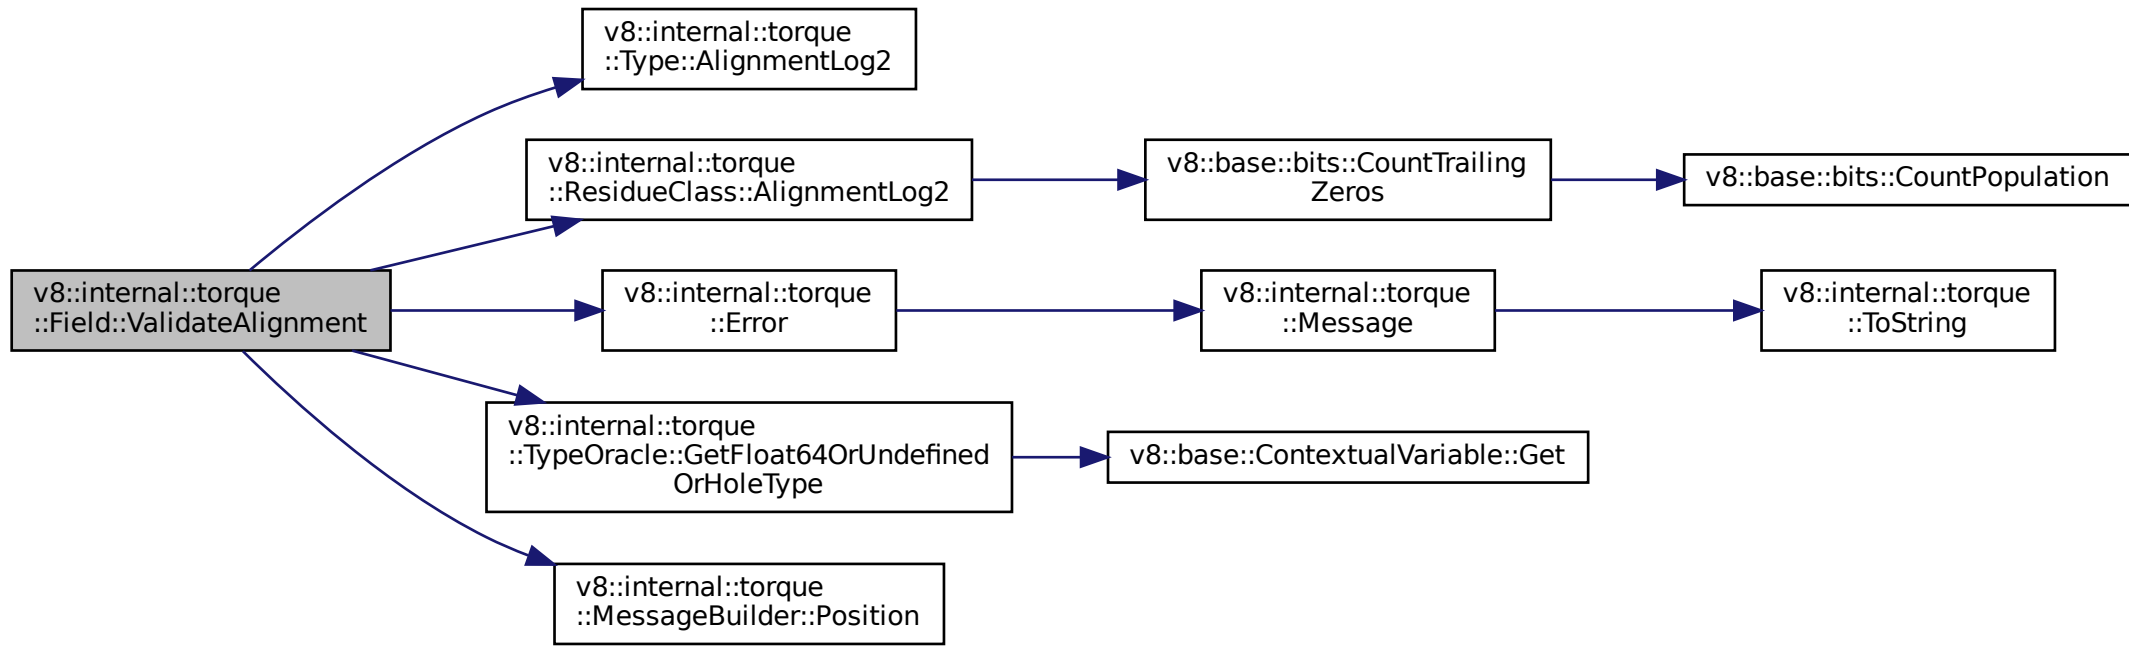 v8::internal::torque
::Type::AlignmentLog2
v8::internal::torque
::ResidueClass::AlignmentLog2
v8::base::bits::CountTrailing
Zeros
v8::base::bits::CountPopulation
v8::internal::torque
::Field::ValidateAlignment
v8::internal::torque
::Error
v8::internal::torque
::Message
v8::internal::torque
::ToString
v8::internal::torque
::TypeOracle::GetFloat64OrUndefined
OrHoleType
v8::base::ContextualVariable::Get
v8::internal::torque
::MessageBuilder::Position